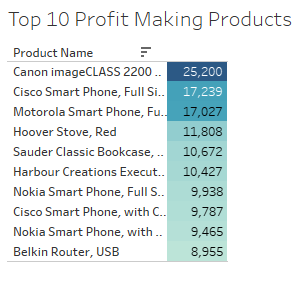 Top 10 Profit Making Products
Product Name
Canon imageCLASS 2200 .. 25,200
Cisco Smart Phone, Full Si.. 17,239
Motorola Smart Phone, Fu.. 17,027
Hoover Stove, Red 11,808
Sauder Classic Bookcase, .. 10,672
Harbour Creations Execut.. 10,427
Nokia Smart Phone, Full S.. 9,938
Cisco Smart Phone, with C.. 9,787
Nokia Smart Phone, with .. 9,465
Belkin Router, USB 8,955